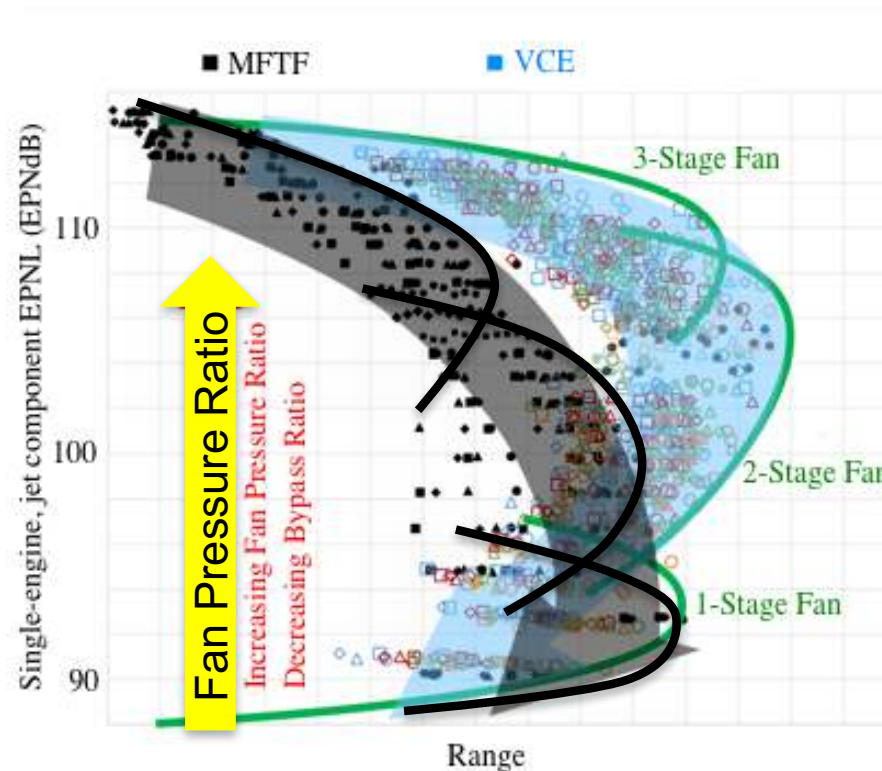 MFTF
VCE
Single-engine, jet component EPNL (EPNdB)
110
100
90
Fan Pressure Ratio
Increasing Fan Pressure Ratio
Decreasing Bypass Ratio
3-Stage Fan
2-Stage Fan
1-Stage Fan
Range